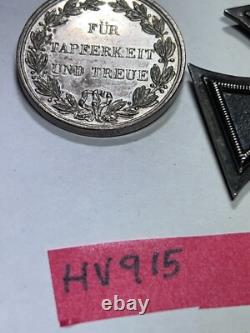 FÜR
TAPFERKEIT
UND TREUE
HV915